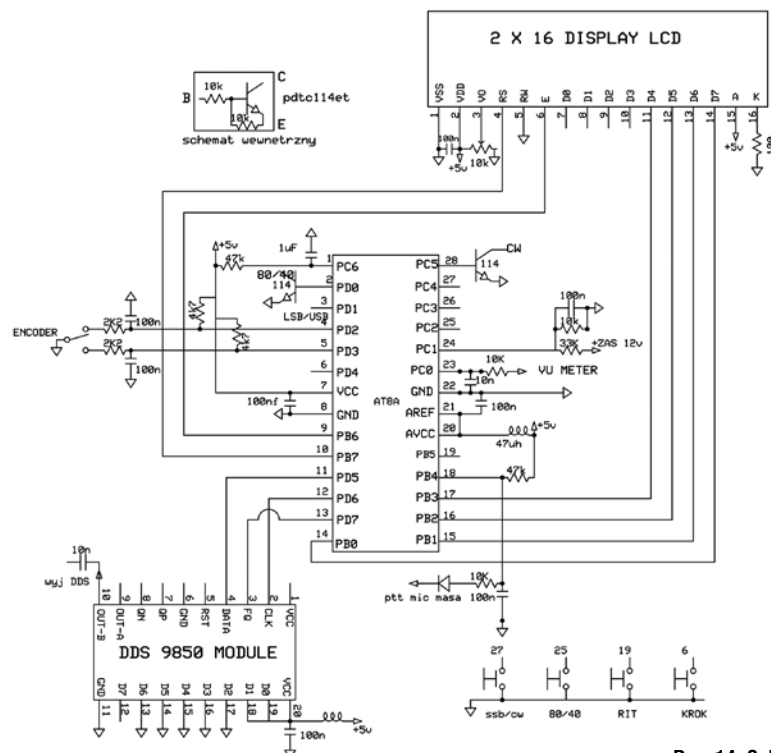 2 X 16 DISPLAY LCD
VSS VDD VO RS RW E D0 D1 D2 D3 D4 D5 D6 D7 A K
1 2 3 4 5 6 7 8 9 10 11 12 13 14 15 16
100n
+5v
10k
+5v
C
10k
B
pdtc114et
10k
E
schemat wewnetrzny
+5v
47k
1uF
80/40
114
LSB/USB
4k7
4k7
ENCODER
2K2
100n
2K2
100n
100nf
1 PC6
2 PD0
3 PD1
4 PD2
5 PD3
6 PD4
7 VCC
8 GND
9 PB6
10 PB7
11 PD5
12 PD6
13 PD7
14 PB0
AT8A
PC5 28
PC4 27
PC3 26
PC2 25
PC1 24
PC0 23
GND 22
AREF 21
AVCC 20
PB5 19
PB4 18
PB3 17
PB2 16
PB1 15
CW
114
100n
10k
33K
+ZAS 12v
10K
10n
VU METER
100n
+5v
47uh
47k
10K
ptt mic masa
100n
10n
wyj DDS
10 9 8 7 6 5 4 3 2 1
OUT-B OUT-A QN QP GND RST DATA FQ CLK VCC
DDS 9850 MODULE
GND D7 D6 D5 D4 D3 D2 D1 D0 VCC
11 12 13 14 15 16 17 18 19 20
100n
+5v
27 25 19 6
ssb/cw 80/40 RIT KROK